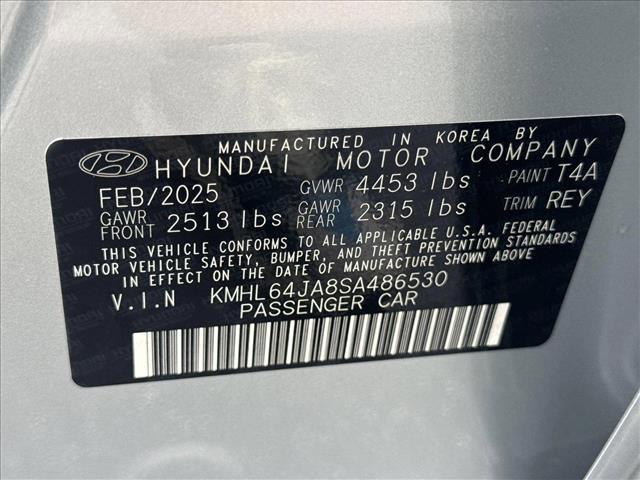 MANUFACTURED IN KOREA BY
HYUNDAI MOTOR COMPANY
FEB/2025 GVWR 4453 lbs PAINT T4A
GAWR FRONT 2513 lbs GAWR REAR 2315 lbs TRIM REY
THIS VEHICLE CONFORMS TO ALL APPLICABLE U.S.A. FEDERAL
MOTOR VEHICLE SAFETY, BUMPER, AND THEFT PREVENTION STANDARDS
IN EFFECT ON THE DATE OF MANUFACTURE SHOWN ABOVE.
V.I.N KMHL64JA8SA486530
PASSENGER CAR